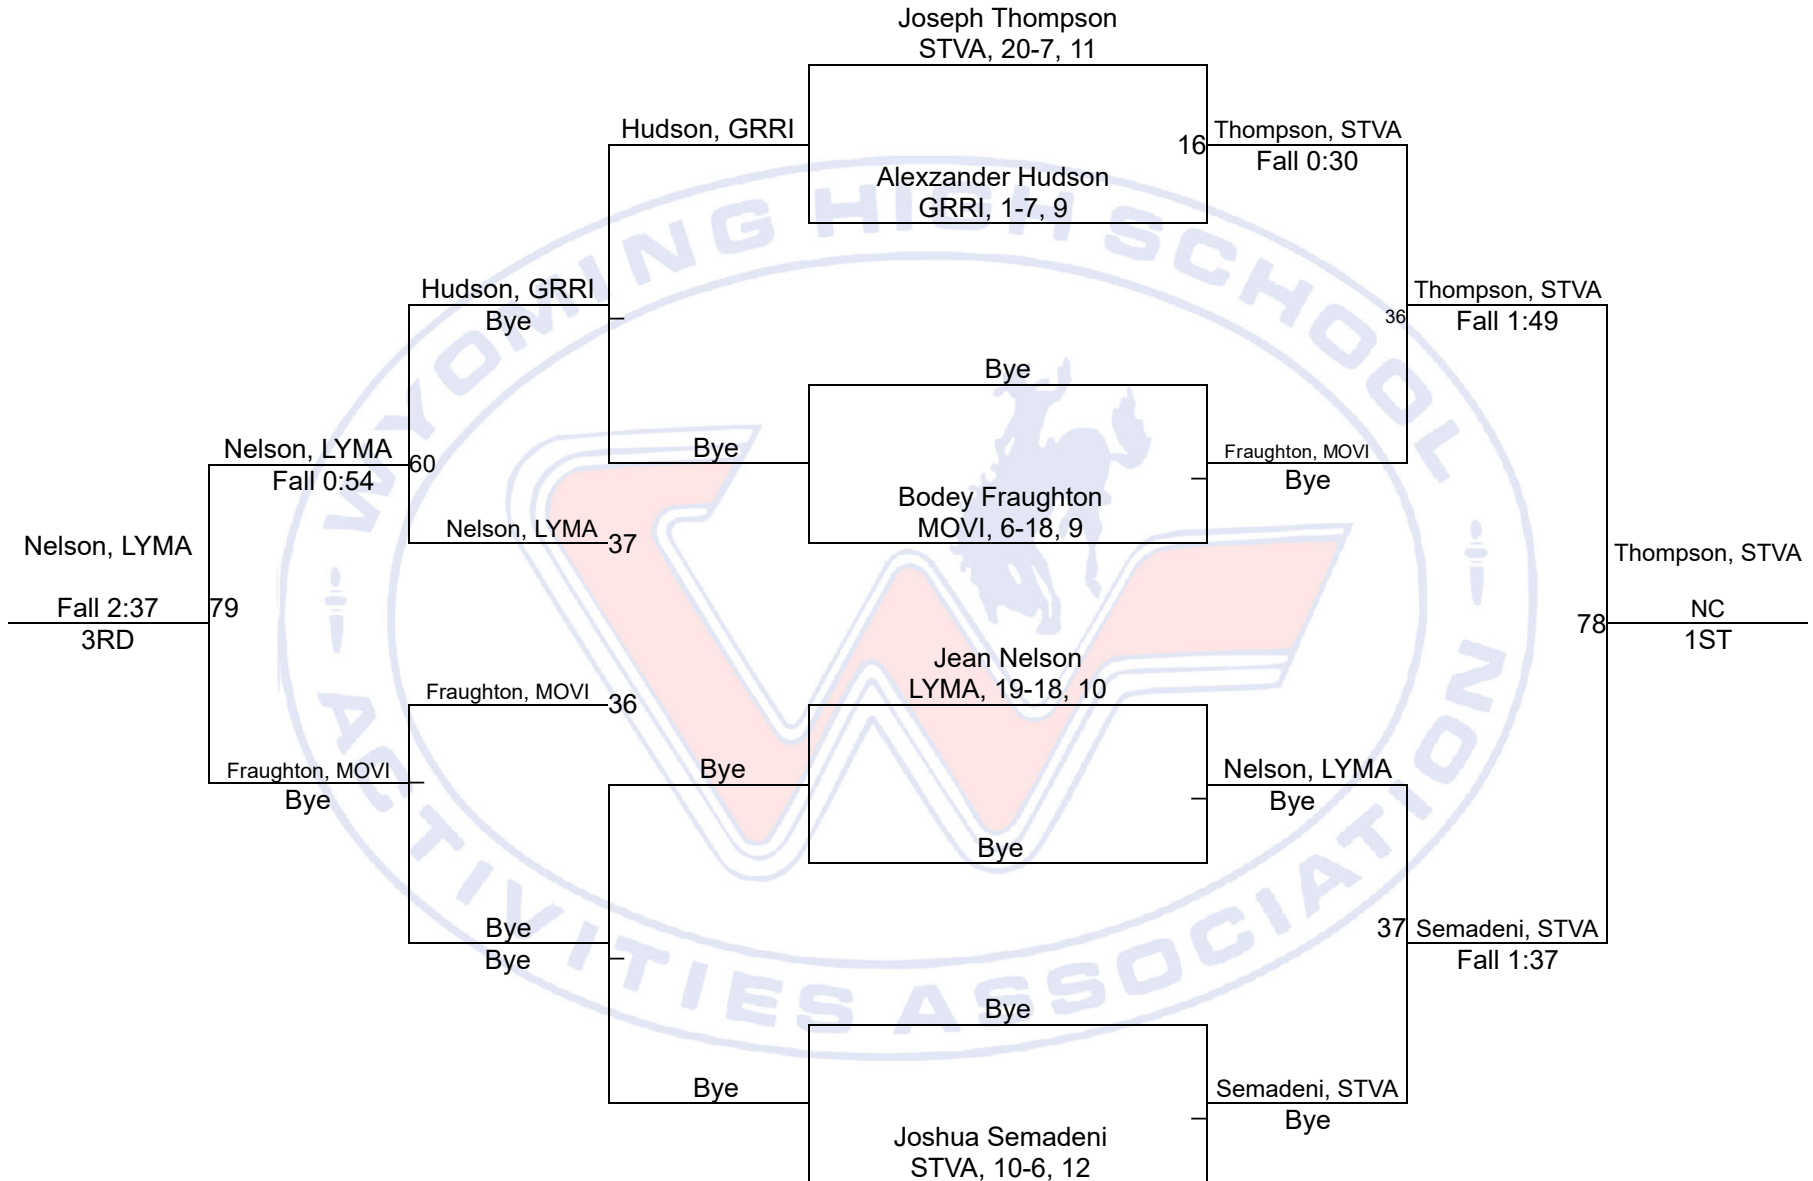 Joseph Thompson
STVA, 20-7, 11
Hudson, GRRI
16
Thompson, STVA
Fall 0:30
Alexzander Hudson
GRRI, 1-7, 9
WYOMING HIGH SCHOOL
Hudson, GRRI
Bye
36
Thompson, STVA
Fall 1:49
Bye
Nelson, LYMA
Fall 0:54
60
Bye
Fraughton, MOVI
Bye
Bodey Fraughton
MOVI, 6-18, 9
Nelson, LYMA
37
Nelson, LYMA
Fall 2:37
3RD
79
Thompson, STVA
78
NC
1ST
Jean Nelson
LYMA, 19-18, 10
Fraughton, MOVI
36
Fraughton, MOVI
Bye
Bye
Nelson, LYMA
Bye
Bye
Bye
Bye
37
Semadeni, STVA
Fall 1:37
ACTIVITIES ASSOCIATION
Bye
Bye
Semadeni, STVA
Bye
Joshua Semadeni
STVA, 10-6, 12